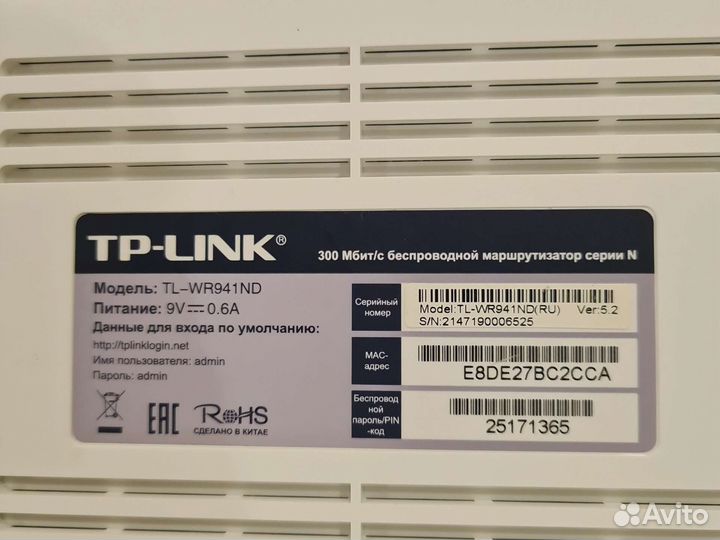 TP-LINK®
300 Мбит/с беспроводной маршрутизатор серии N
Модель: TL-WR941ND
Питание: 9V⎓0.6A
Данные для входа по умолчанию:
http://tplinklogin.net
Имя пользователя: admin
Пароль: admin
EAC
RoHS
СДЕЛАНО В КИТАЕ
Серийный
номер
Model:TL-WR941ND(RU) Ver:5.2
S/N:2147190006525
MAC-
адрес
E8DE27BC2CCA
Беспровод
ной
пароль/PIN
-код
25171365
Avito